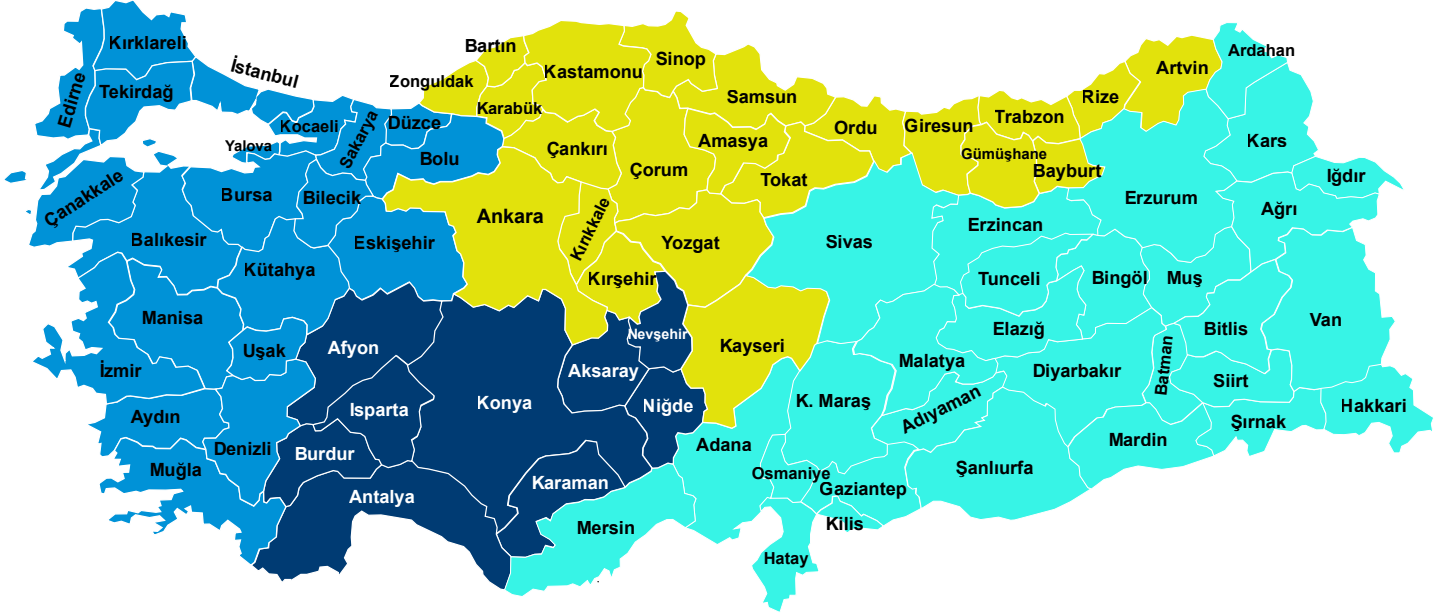 Kırklareli
Edirne
Tekirdağ
İstanbul
Kocaeli
Yalova
Sakarya
Düzce
Bolu
Zonguldak
Bartın
Karabük
Kastamonu
Sinop
Samsun
Çankırı
Çorum
Amasya
Tokat
Ordu
Giresun
Gümüşhane
Trabzon
Bayburt
Rize
Artvin
Ardahan
Kars
Iğdır
Ağrı
Erzurum
Erzincan
Sivas
Yozgat
Kırıkkale
Ankara
Kırşehir
Eskişehir
Bilecik
Bursa
Çanakkale
Balıkesir
Kütahya
Manisa
Uşak
İzmir
Aydın
Denizli
Muğla
Afyon
Isparta
Burdur
Antalya
Konya
Karaman
Aksaray
Nevşehir
Niğde
Kayseri
Tunceli
Bingöl
Muş
Bitlis
Van
Elazığ
Malatya
Diyarbakır
Batman
Siirt
Hakkari
Şırnak
Mardin
Şanlıurfa
Adıyaman
K. Maraş
Adana
Osmaniye
Gaziantep
Kilis
Hatay
Mersin